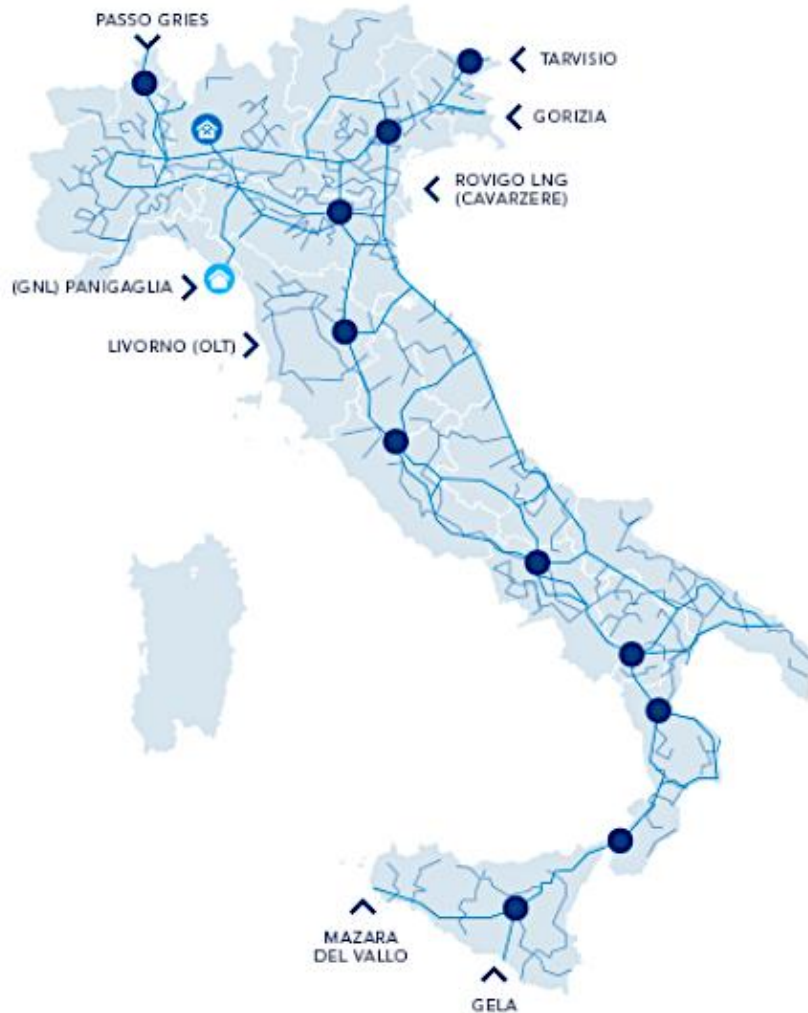 PASSO GRIES
TARVISIO
GORIZIA
ROVIGO LNG
(CAVARZERE)
(GNL) PANIGAGLIA
LIVORNO (OLT)
MAZARA
DEL VALLO
GELA